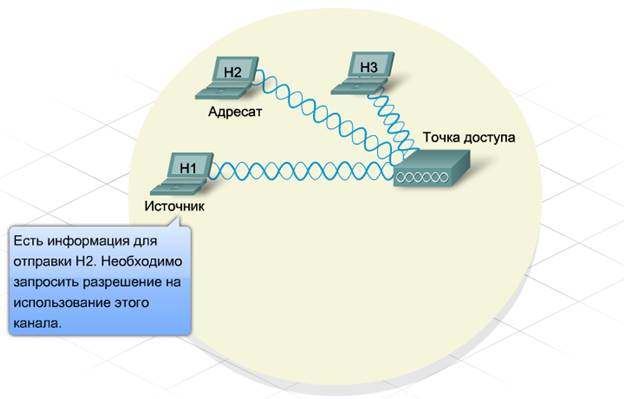 H2
H3
Адресат
Точка доступа
H1
Источник
Есть информация для
отправки H2. Необходимо
запросить разрешение на
использование этого
канала.